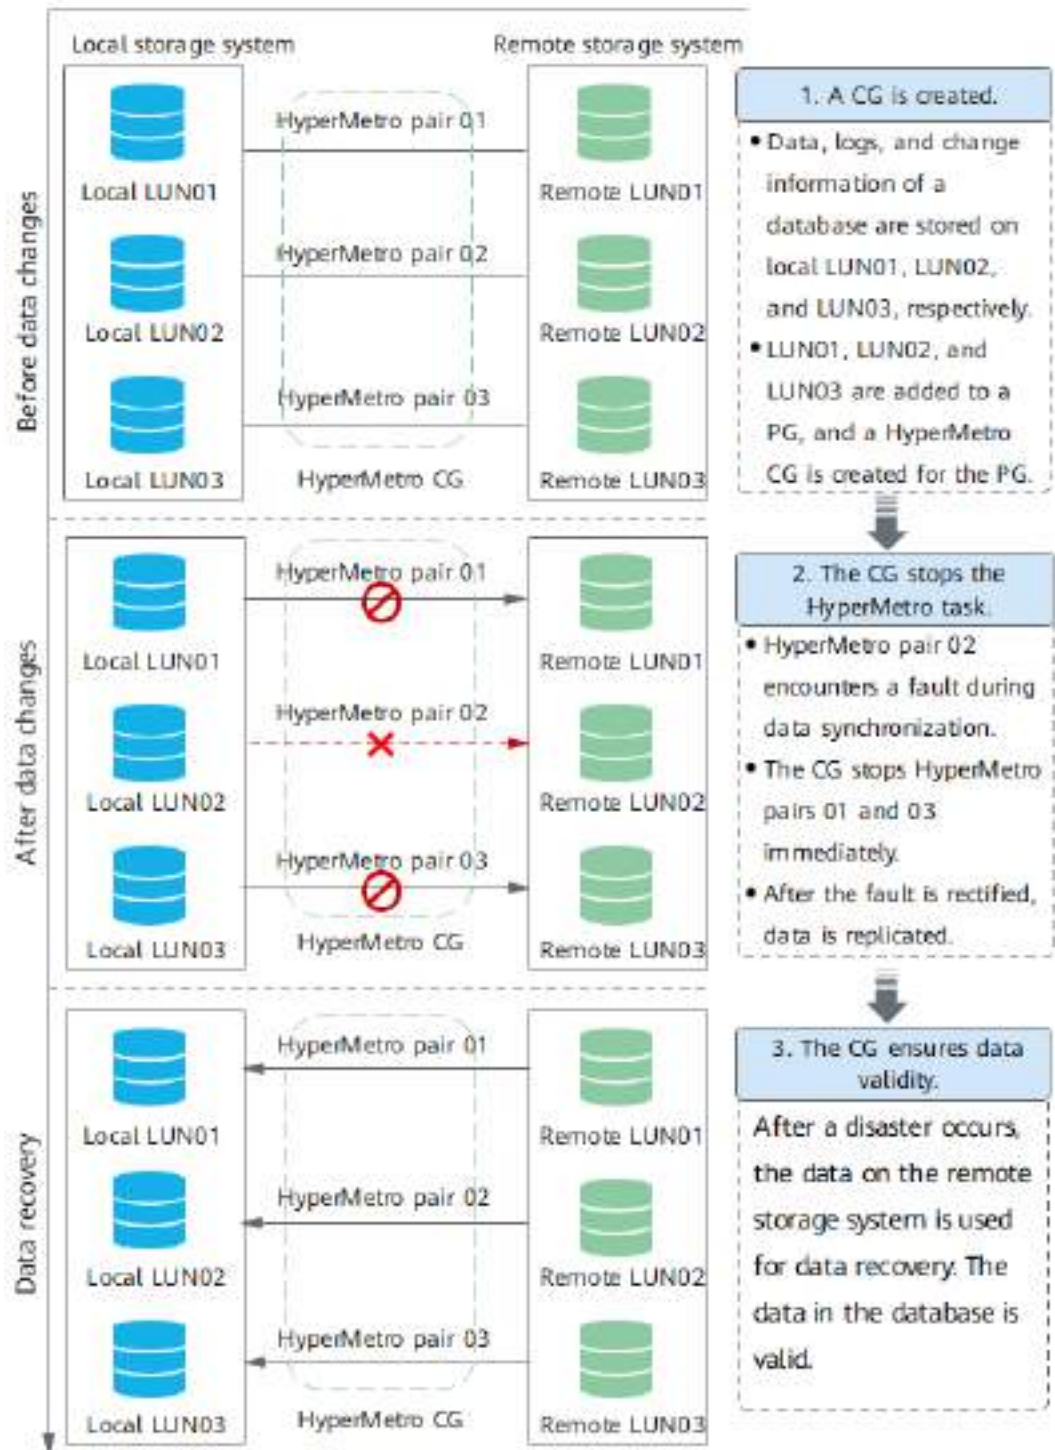 Local storage system
Remote storage system
Before data changes
HyperMetro pair 01
Local LUN01
Remote LUN01
HyperMetro pair 02
Local LUN02
Remote LUN02
HyperMetro pair 03
Local LUN03
HyperMetro CG
Remote LUN03
1. A CG is created.
• Data, logs, and change
information of a
database are stored on
local LUN01, LUN02,
and LUN03, respectively.
• LUN01, LUN02, and
LUN03 are added to a
PG, and a HyperMetro
CG is created for the PG.
After data changes
HyperMetro pair 01
Local LUN01
Remote LUN01
HyperMetro pair 02
Local LUN02
Remote LUN02
HyperMetro pair 03
Local LUN03
HyperMetro CG
Remote LUN03
2. The CG stops the
HyperMetro task.
• HyperMetro pair 02
encounters a fault during
data synchronization.
• The CG stops HyperMetro
pairs 01 and 03
immediately.
• After the fault is rectified,
data is replicated.
Data recovery
HyperMetro pair 01
Local LUN01
Remote LUN01
HyperMetro pair 02
Local LUN02
Remote LUN02
HyperMetro pair 03
Local LUN03
HyperMetro CG
Remote LUN03
3. The CG ensures data
validity.
After a disaster occurs,
the data on the remote
storage system is used
for data recovery. The
data in the database is
valid.